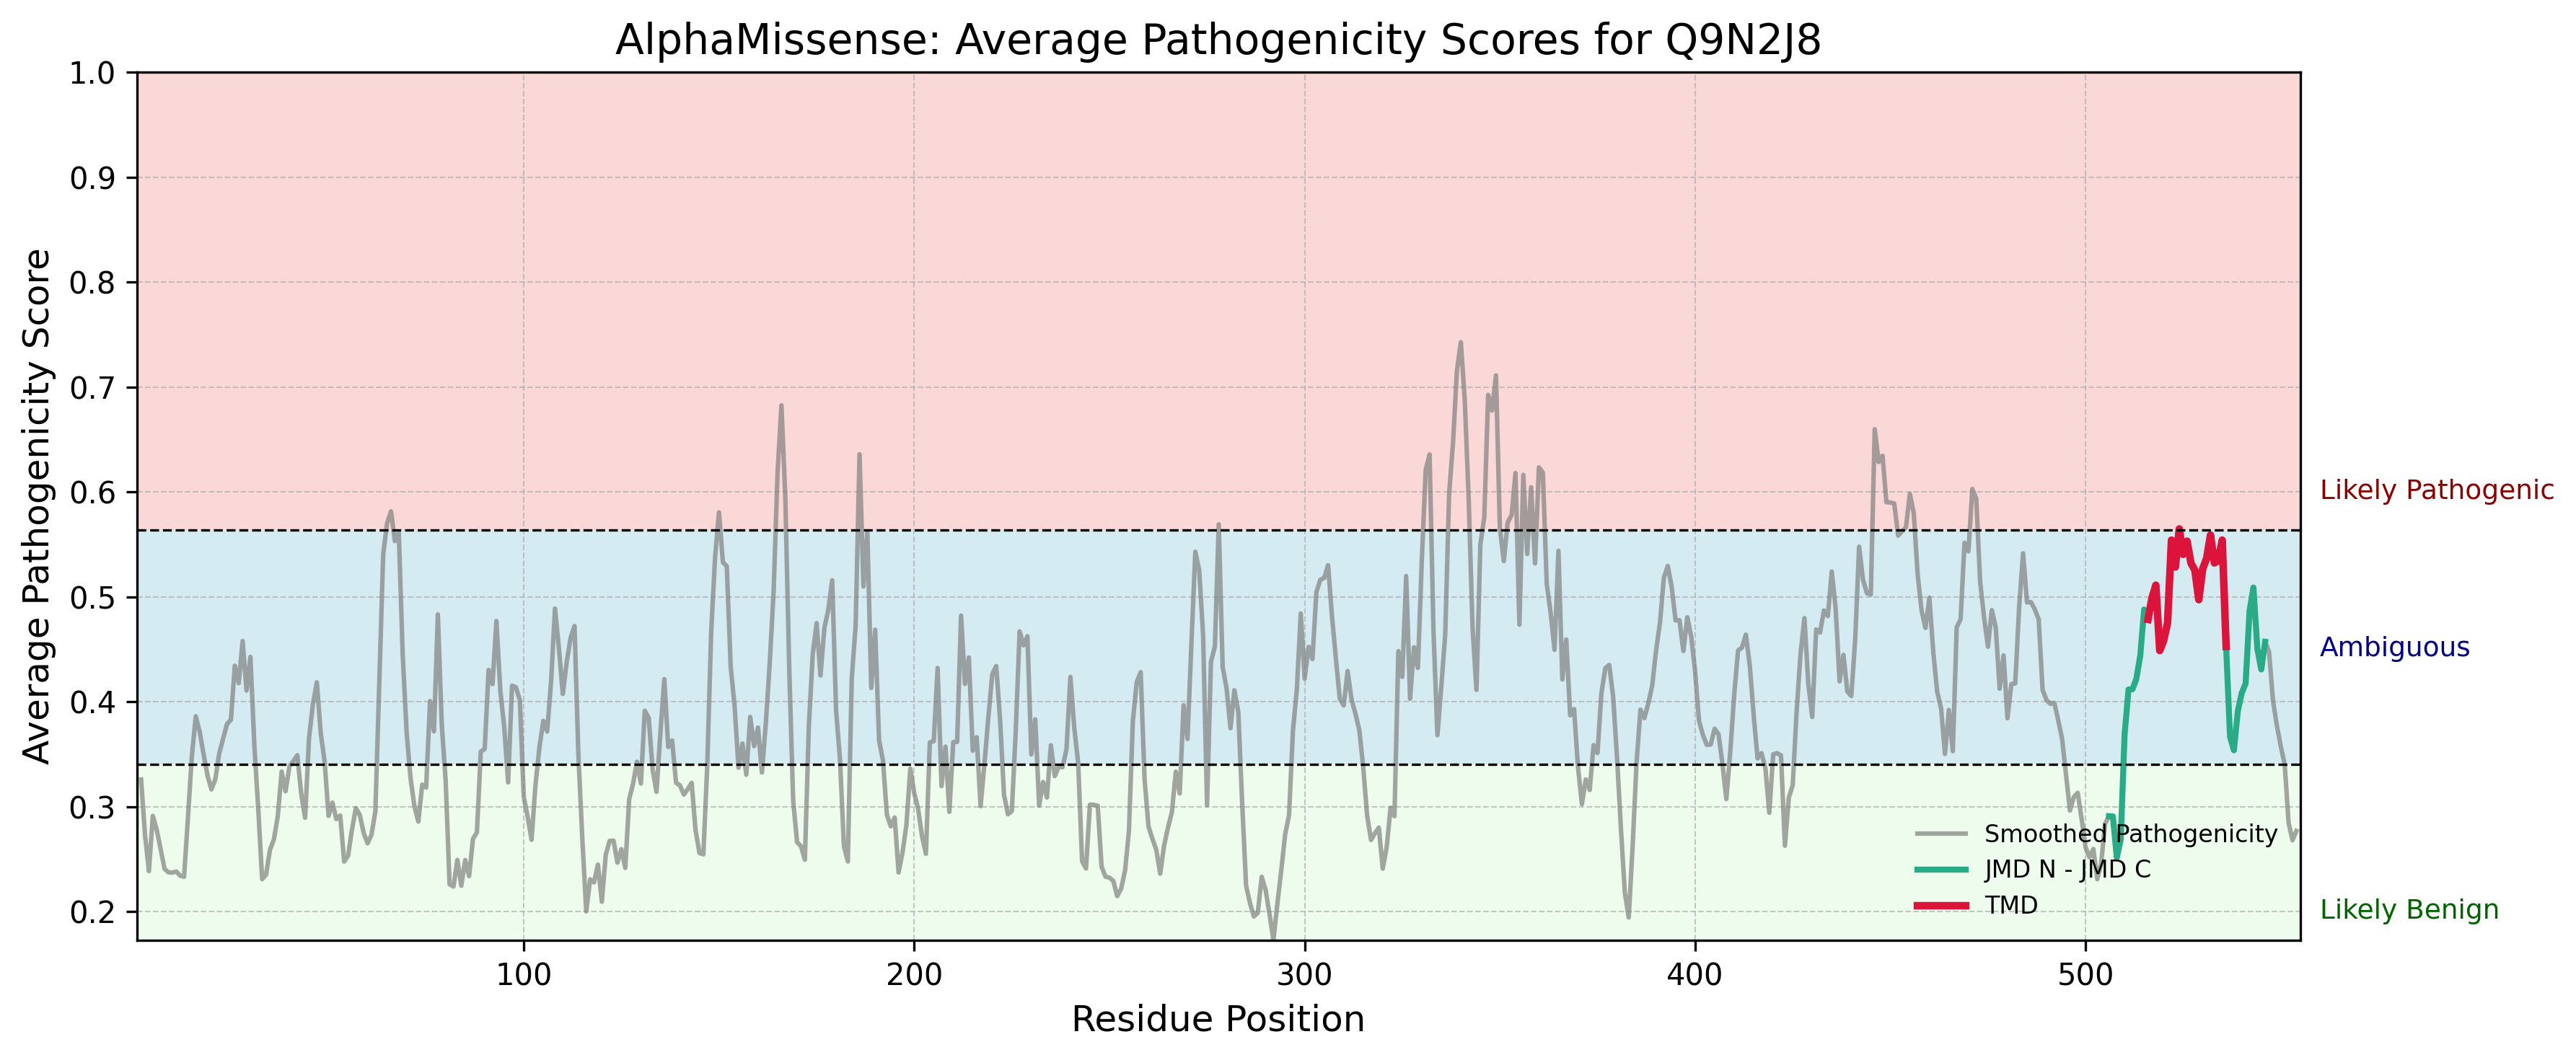 AlphaMissense: Average Pathogenicity Scores for Q9N2J8
Average Pathogenicity Score
1.0
0.9
0.8
0.7
0.6
0.5
0.4
0.3
0.2
Likely Pathogenic
Ambiguous
Likely Benign
Smoothed Pathogenicity
JMD N - JMD C
TMD
100
200
300
400
500
Residue Position